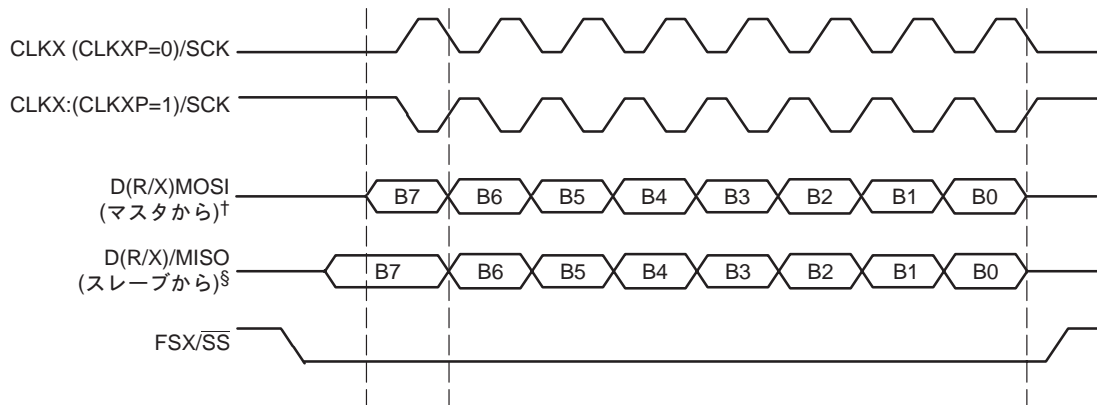 CLKX (CLKXP=0)/SCK
CLKX:(CLKXP=1)/SCK
D(R/X)MOSI
(マスタから)†
B7 B6 B5 B4 B3 B2 B1 B0
D(R/X)/MISO
(スレーブから)§
B7 B6 B5 B4 B3 B2 B1 B0
FSX/S̅S̅